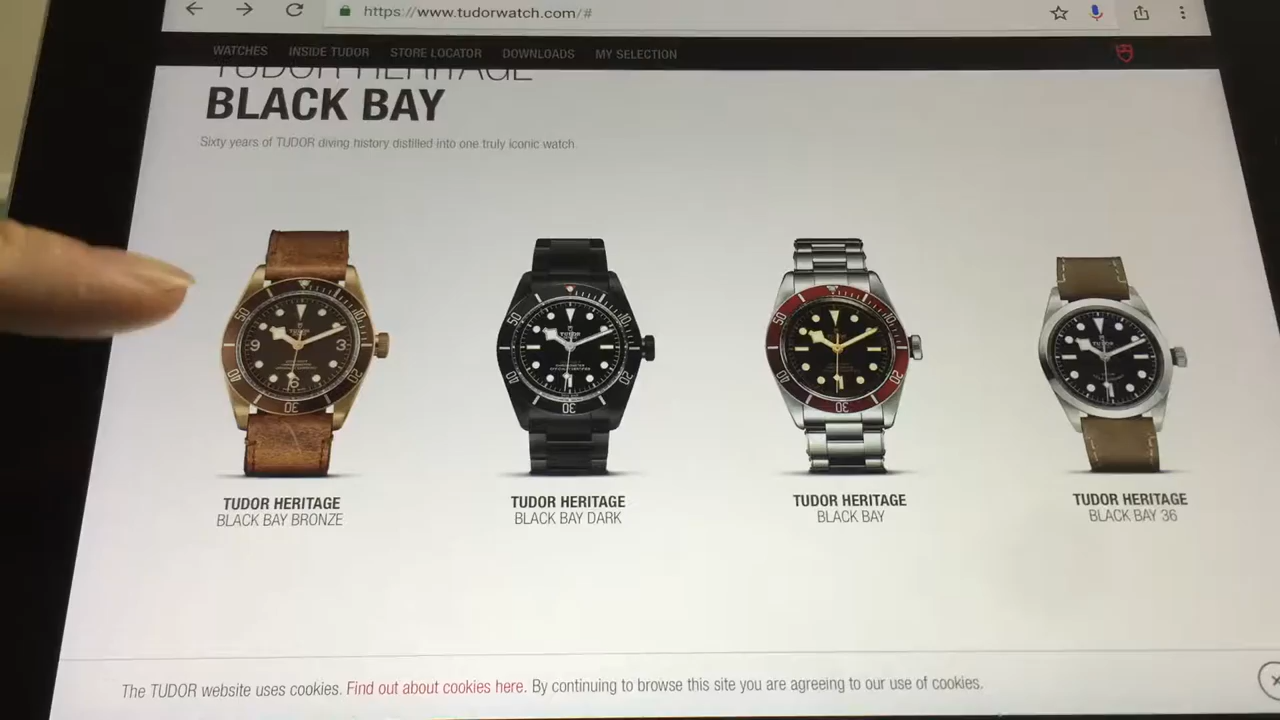 https://www.tudorwatch.com/#
WATCHES INSIDE TUDOR STORE LOCATOR DOWNLOADS MY SELECTION
TUDOR HERITAGE
BLACK BAY
Sixty years of TUDOR diving history distilled into one truly iconic watch
TUDOR HERITAGE
BLACK BAY BRONZE
TUDOR HERITAGE
BLACK BAY DARK
TUDOR HERITAGE
BLACK BAY
TUDOR HERITAGE
BLACK BAY 36
The TUDOR website uses cookies. Find out about cookies here. By continuing to browse this site you are agreeing to our use of cookies.